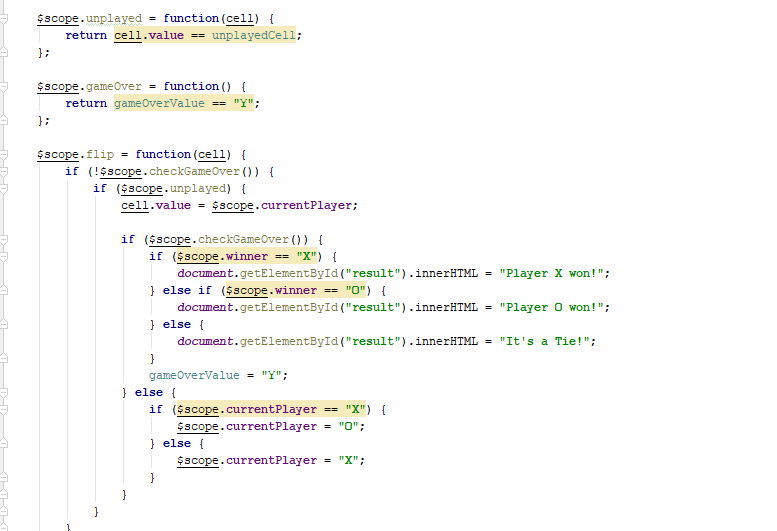 $scope.unplayed = function(cell) {
    return cell.value == unplayedCell;
};

$scope.gameOver = function() {
    return gameOverValue == "Y";
};

$scope.flip = function(cell) {
    if (!$scope.checkGameOver()) {
        if ($scope.unplayed) {
            cell.value = $scope.currentPlayer;

            if ($scope.checkGameOver()) {
                if ($scope.winner == "X") {
                    document.getElementById("result").innerHTML = "Player X won!";
                } else if ($scope.winner == "O") {
                    document.getElementById("result").innerHTML = "Player O won!";
                } else {
                    document.getElementById("result").innerHTML = "It's a Tie!";
                }
                gameOverValue = "Y";
            } else {
                if ($scope.currentPlayer == "X") {
                    $scope.currentPlayer = "O";
                } else {
                    $scope.currentPlayer = "X";
                }
            }
        }
    }